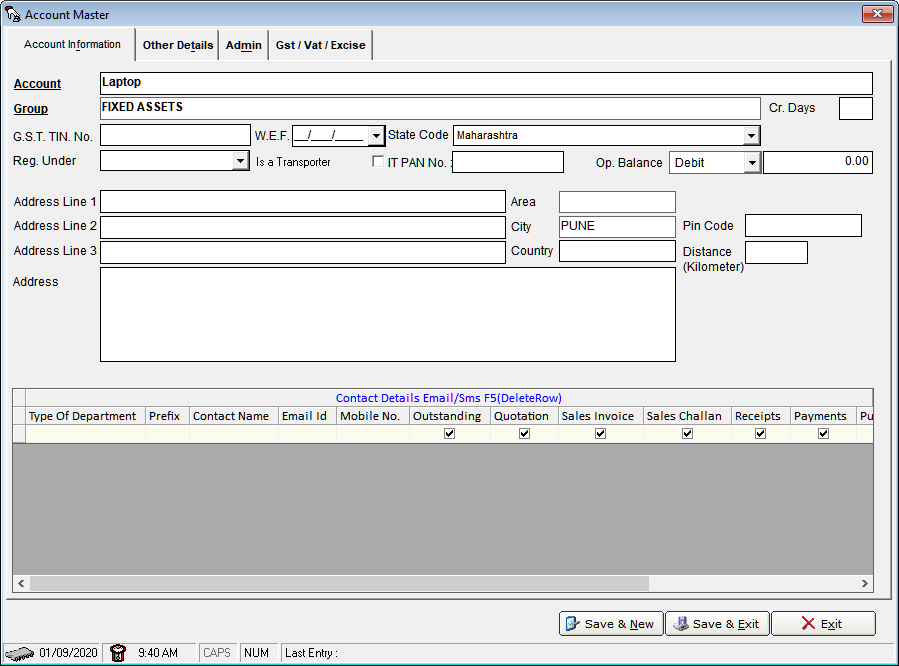 Account Master
Account Information Other Details Admin Gst / Vat / Excise
Account Laptop
Group FIXED ASSETS Cr. Days
G.S.T. TIN. No. W.E.F. __/__/____ State Code Maharashtra
Reg. Under Is a Transporter IT PAN No. : Op. Balance Debit 0.00
Address Line 1 Area
Address Line 2 City PUNE Pin Code
Address Line 3 Country Distance
(Kilometer)
Address
Contact Details Email/Sms F5(DeleteRow)
Type Of Department Prefix Contact Name Email Id Mobile No. Outstanding Quotation Sales Invoice Sales Challan Receipts Payments Pu
Save & New Save & Exit Exit
01/09/2020 9:40 AM CAPS NUM Last Entry :